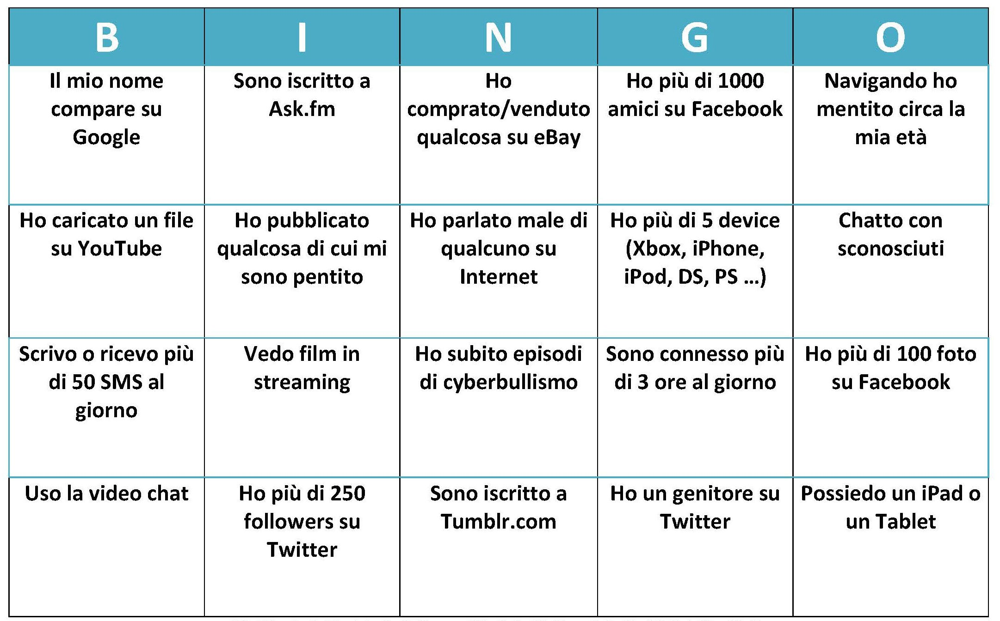 B I N G O
Il mio nome
compare su
Google
Sono iscritto a
Ask.fm
Ho
comprato/venduto
qualcosa su eBay
Ho più di 1000
amici su Facebook
Navigando ho
mentito circa la
mia età
Ho caricato un file
su YouTube
Ho pubblicato
qualcosa di cui mi
sono pentito
Ho parlato male di
qualcuno su
Internet
Ho più di 5 device
(Xbox, iPhone,
iPod, DS, PS ...)
Chatto con
sconosciuti
Scrivo o ricevo più
di 50 SMS al
giorno
Vedo film in
streaming
Ho subito episodi
di cyberbullismo
Sono connesso più
di 3 ore al giorno
Ho più di 100 foto
su Facebook
Uso la video chat
Ho più di 250
followers su
Twitter
Sono iscritto a
Tumblr.com
Ho un genitore su
Twitter
Possiedo un iPad o
un Tablet